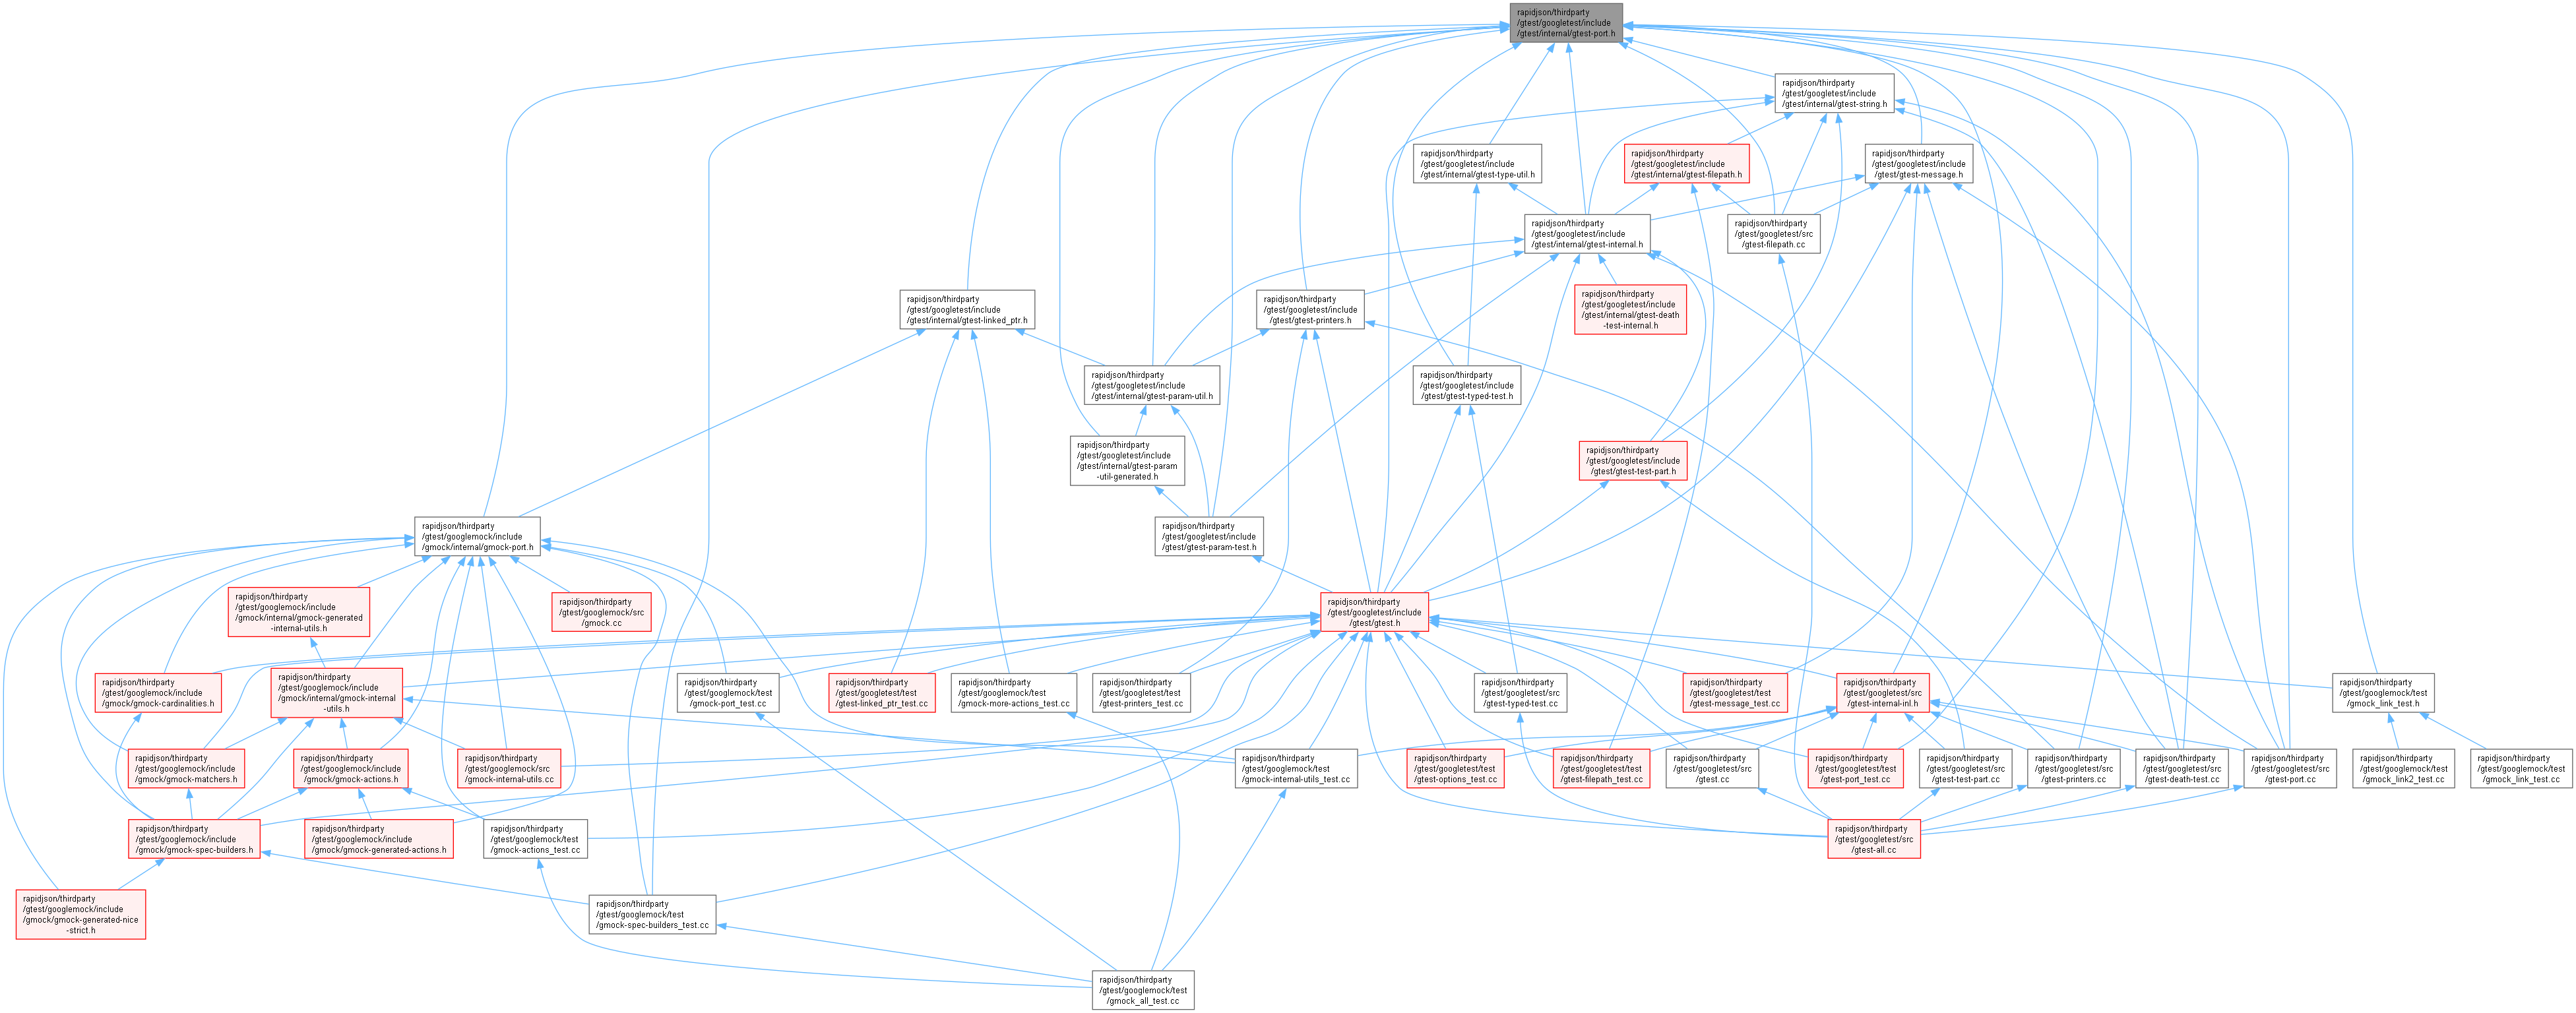 rapidjson/thirdparty
/gtest/googletest/include
/gtest/internal/gtest-port.h
rapidjson/thirdparty
/gtest/googletest/include
/gtest/internal/gtest-string.h
rapidjson/thirdparty
/gtest/googletest/include
/gtest/internal/gtest-type-util.h
rapidjson/thirdparty
/gtest/googletest/include
/gtest/internal/gtest-filepath.h
rapidjson/thirdparty
/gtest/googletest/include
/gtest/gtest-message.h
rapidjson/thirdparty
/gtest/googletest/include
/gtest/internal/gtest-internal.h
rapidjson/thirdparty
/gtest/googletest/src
/gtest-filepath.cc
rapidjson/thirdparty
/gtest/googletest/include
/gtest/internal/gtest-linked_ptr.h
rapidjson/thirdparty
/gtest/googletest/include
/gtest/gtest-printers.h
rapidjson/thirdparty
/gtest/googletest/include
/gtest/internal/gtest-death
-test-internal.h
rapidjson/thirdparty
/gtest/googletest/include
/gtest/internal/gtest-param-util.h
rapidjson/thirdparty
/gtest/googletest/include
/gtest/gtest-typed-test.h
rapidjson/thirdparty
/gtest/googletest/include
/gtest/internal/gtest-param
-util-generated.h
rapidjson/thirdparty
/gtest/googletest/include
/gtest/gtest-test-part.h
rapidjson/thirdparty
/gtest/googlemock/include
/gmock/internal/gmock-port.h
rapidjson/thirdparty
/gtest/googletest/include
/gtest/gtest-param-test.h
rapidjson/thirdparty
/gtest/googlemock/include
/gmock/internal/gmock-generated
-internal-utils.h
rapidjson/thirdparty
/gtest/googlemock/src
/gmock.cc
rapidjson/thirdparty
/gtest/googletest/include
/gtest/gtest.h
rapidjson/thirdparty
/gtest/googlemock/include
/gmock/gmock-cardinalities.h
rapidjson/thirdparty
/gtest/googlemock/include
/gmock/internal/gmock-internal
-utils.h
rapidjson/thirdparty
/gtest/googlemock/test
/gmock-port_test.cc
rapidjson/thirdparty
/gtest/googletest/test
/gtest-linked_ptr_test.cc
rapidjson/thirdparty
/gtest/googlemock/test
/gmock-more-actions_test.cc
rapidjson/thirdparty
/gtest/googletest/test
/gtest-printers_test.cc
rapidjson/thirdparty
/gtest/googletest/src
/gtest-typed-test.cc
rapidjson/thirdparty
/gtest/googletest/test
/gtest-message_test.cc
rapidjson/thirdparty
/gtest/googletest/src
/gtest-internal-inl.h
rapidjson/thirdparty
/gtest/googlemock/test
/gmock_link_test.h
rapidjson/thirdparty
/gtest/googlemock/include
/gmock/gmock-matchers.h
rapidjson/thirdparty
/gtest/googlemock/include
/gmock/gmock-actions.h
rapidjson/thirdparty
/gtest/googlemock/src
/gmock-internal-utils.cc
rapidjson/thirdparty
/gtest/googlemock/test
/gmock-internal-utils_test.cc
rapidjson/thirdparty
/gtest/googletest/test
/gtest-options_test.cc
rapidjson/thirdparty
/gtest/googletest/test
/gtest-filepath_test.cc
rapidjson/thirdparty
/gtest/googletest/src
/gtest.cc
rapidjson/thirdparty
/gtest/googletest/test
/gtest-port_test.cc
rapidjson/thirdparty
/gtest/googletest/src
/gtest-test-part.cc
rapidjson/thirdparty
/gtest/googletest/src
/gtest-printers.cc
rapidjson/thirdparty
/gtest/googletest/src
/gtest-death-test.cc
rapidjson/thirdparty
/gtest/googletest/src
/gtest-port.cc
rapidjson/thirdparty
/gtest/googlemock/test
/gmock_link2_test.cc
rapidjson/thirdparty
/gtest/googlemock/test
/gmock_link_test.cc
rapidjson/thirdparty
/gtest/googlemock/include
/gmock/gmock-spec-builders.h
rapidjson/thirdparty
/gtest/googlemock/include
/gmock/gmock-generated-actions.h
rapidjson/thirdparty
/gtest/googlemock/test
/gmock-actions_test.cc
rapidjson/thirdparty
/gtest/googletest/src
/gtest-all.cc
rapidjson/thirdparty
/gtest/googlemock/include
/gmock/gmock-generated-nice
-strict.h
rapidjson/thirdparty
/gtest/googlemock/test
/gmock-spec-builders_test.cc
rapidjson/thirdparty
/gtest/googlemock/test
/gmock_all_test.cc